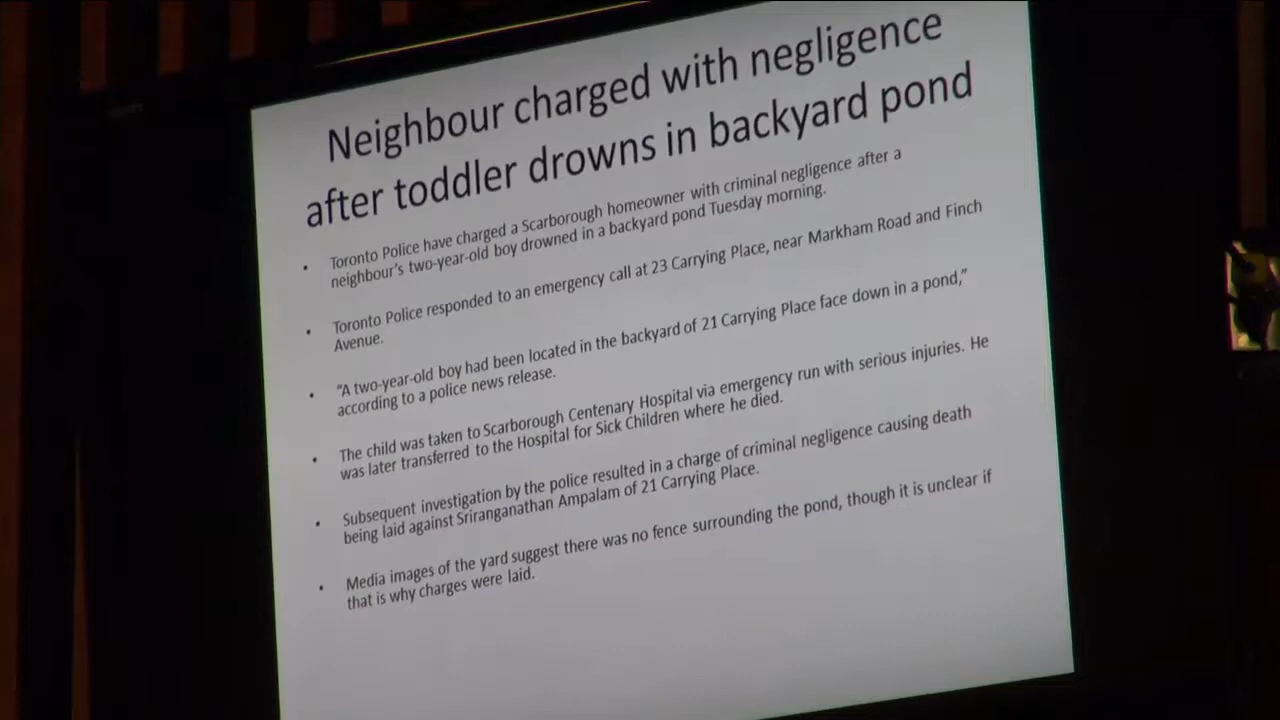 Neighbour charged with negligence
after toddler drowns in backyard pond
• Toronto Police have charged a Scarborough homeowner with criminal negligence after a
neighbour's two-year-old boy drowned in a backyard pond Tuesday morning.
• Toronto Police responded to an emergency call at 23 Carrying Place, near Markham Road and Finch
Avenue.
• "A two-year-old boy had been located in the backyard of 21 Carrying Place face down in a pond,"
according to a police news release.
• The child was taken to Scarborough Centenary Hospital via emergency run with serious injuries. He
was later transferred to the Hospital for Sick Children where he died.
• Subsequent investigation by the police resulted in a charge of criminal negligence causing death
being laid against Sriranganathan Ampalam of 21 Carrying Place.
• Media images of the yard suggest there was no fence surrounding the pond, though it is unclear if
that is why charges were laid.